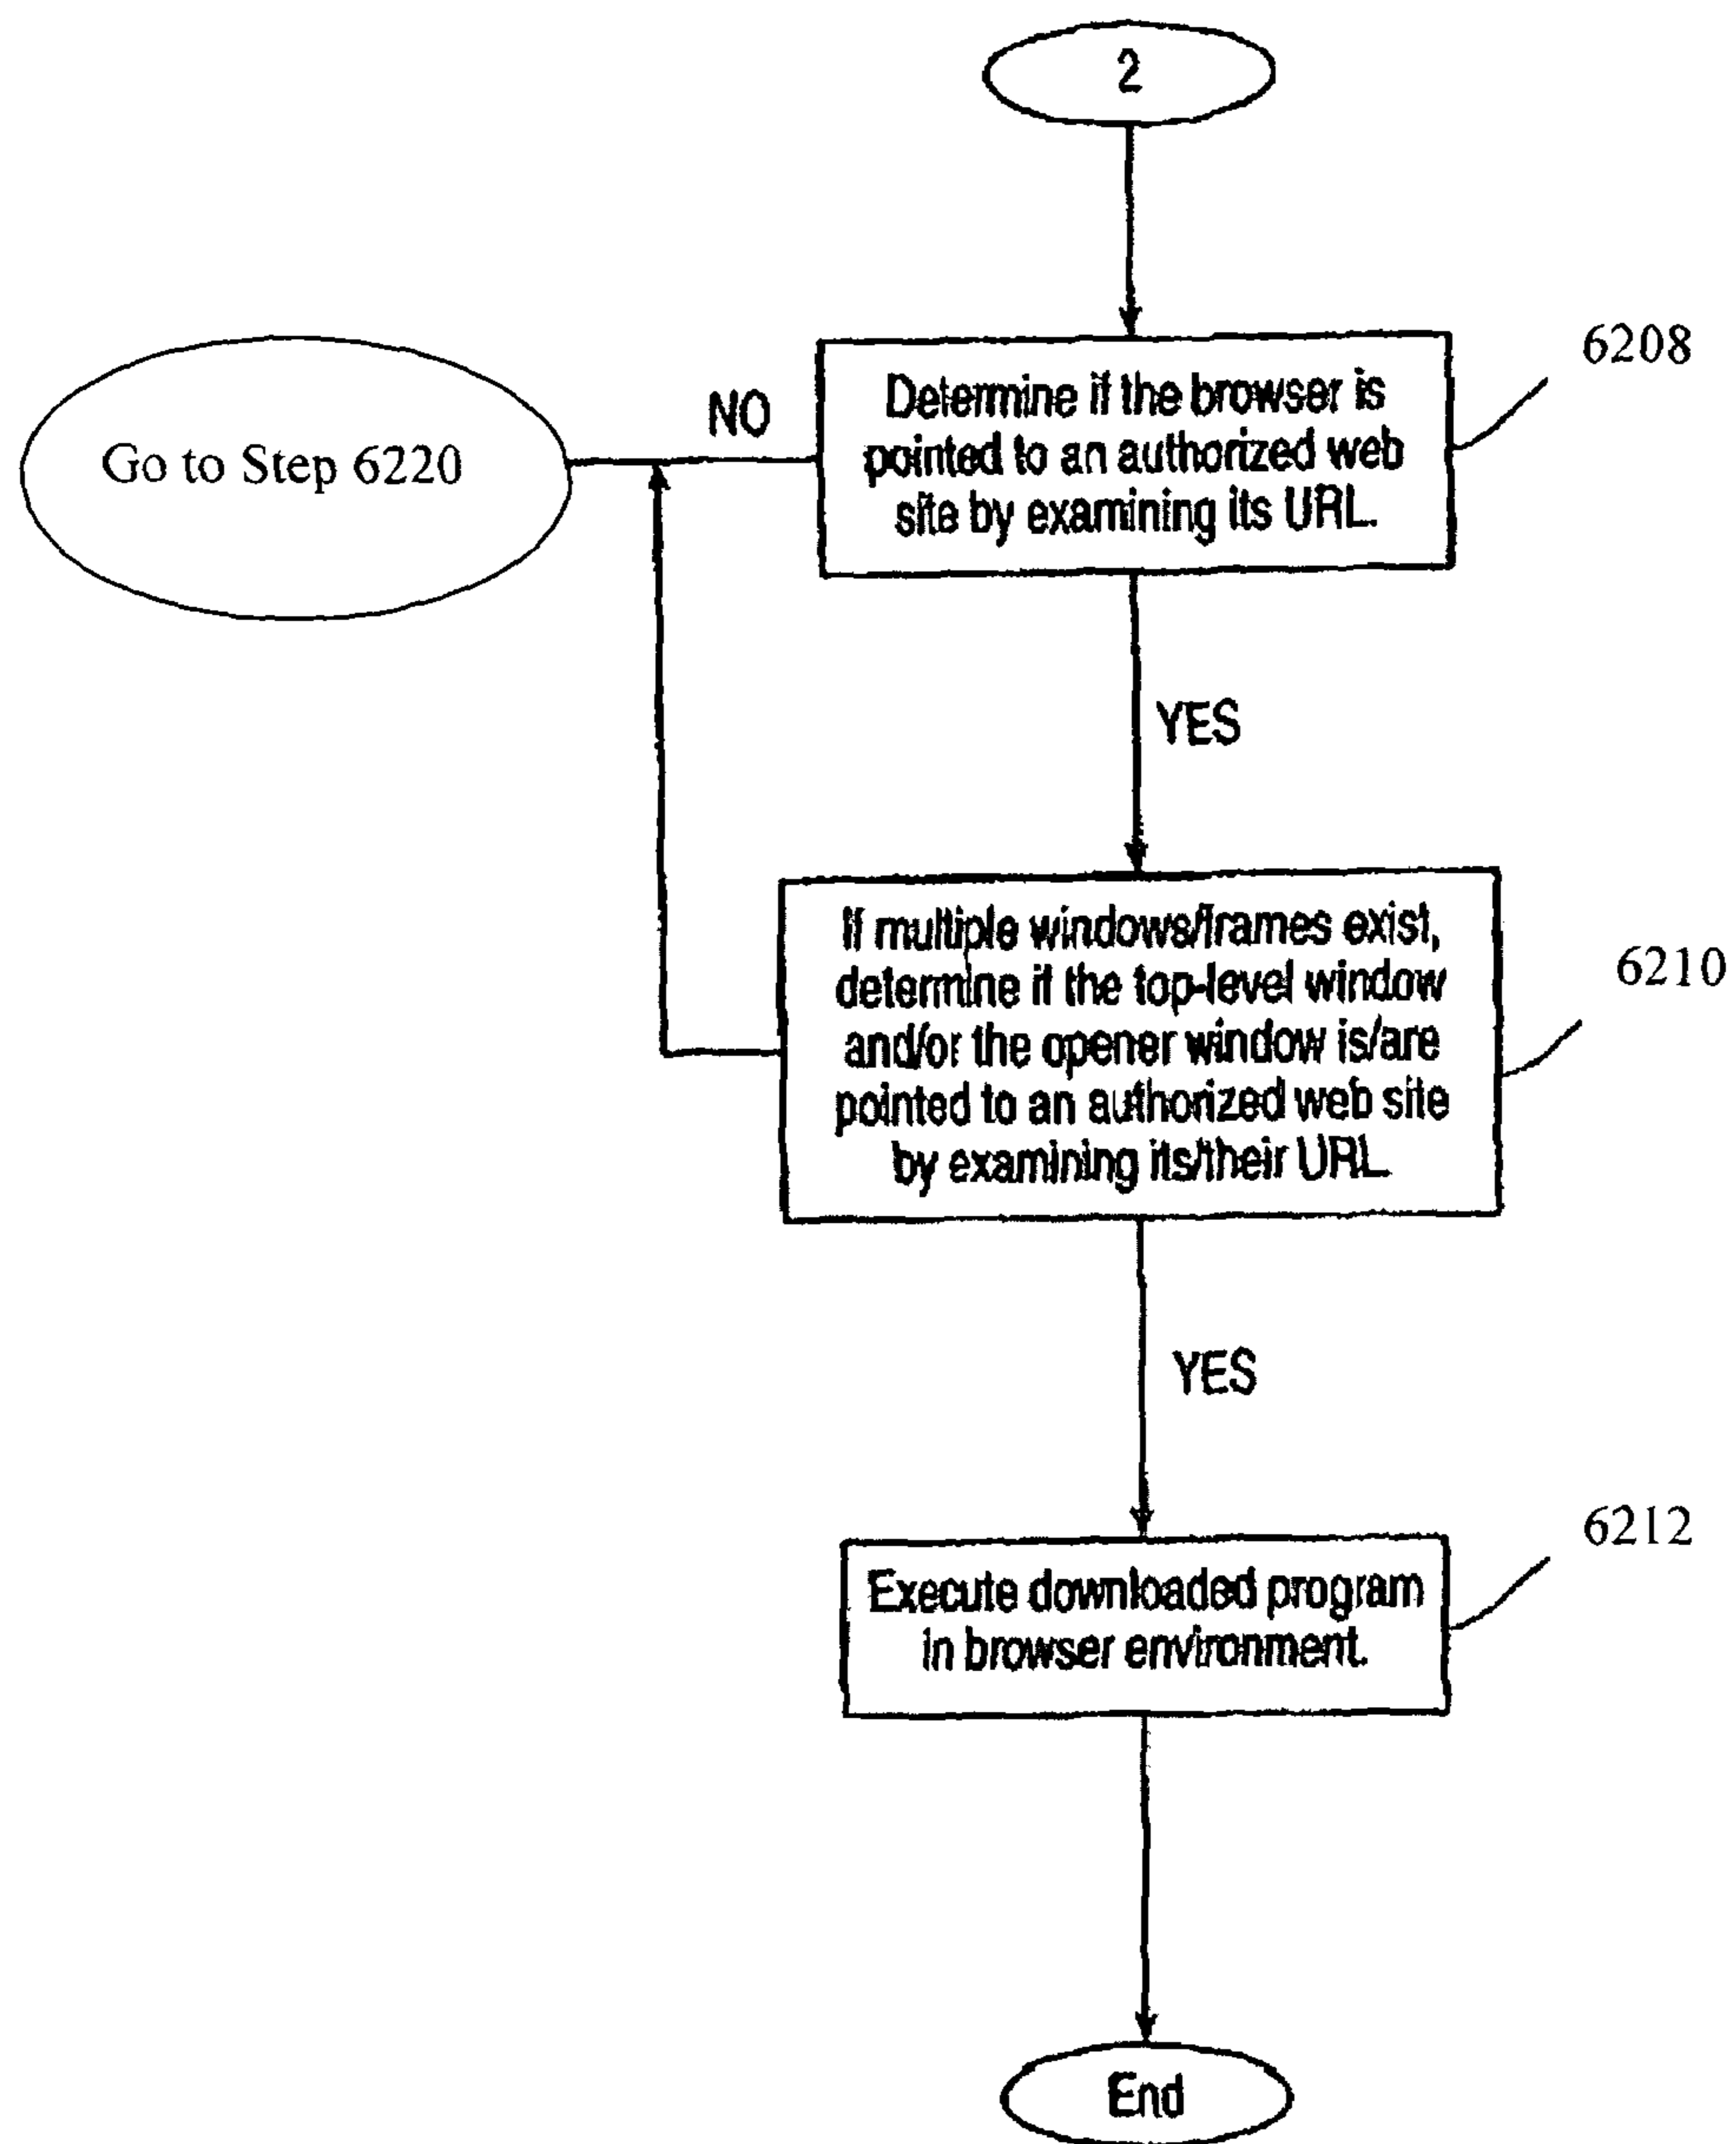 2
6208
Determine if the browser is
pointed to an authorized web
site by examining its URL.
NO
Go to Step 6220
YES
If multiple windows/frames exist,
determine if the top-level window
and/or the opener window is/are
pointed to an authorized web site
by examining its/their URL.
6210
YES
6212
Execute downloaded program
in browser environment.
End